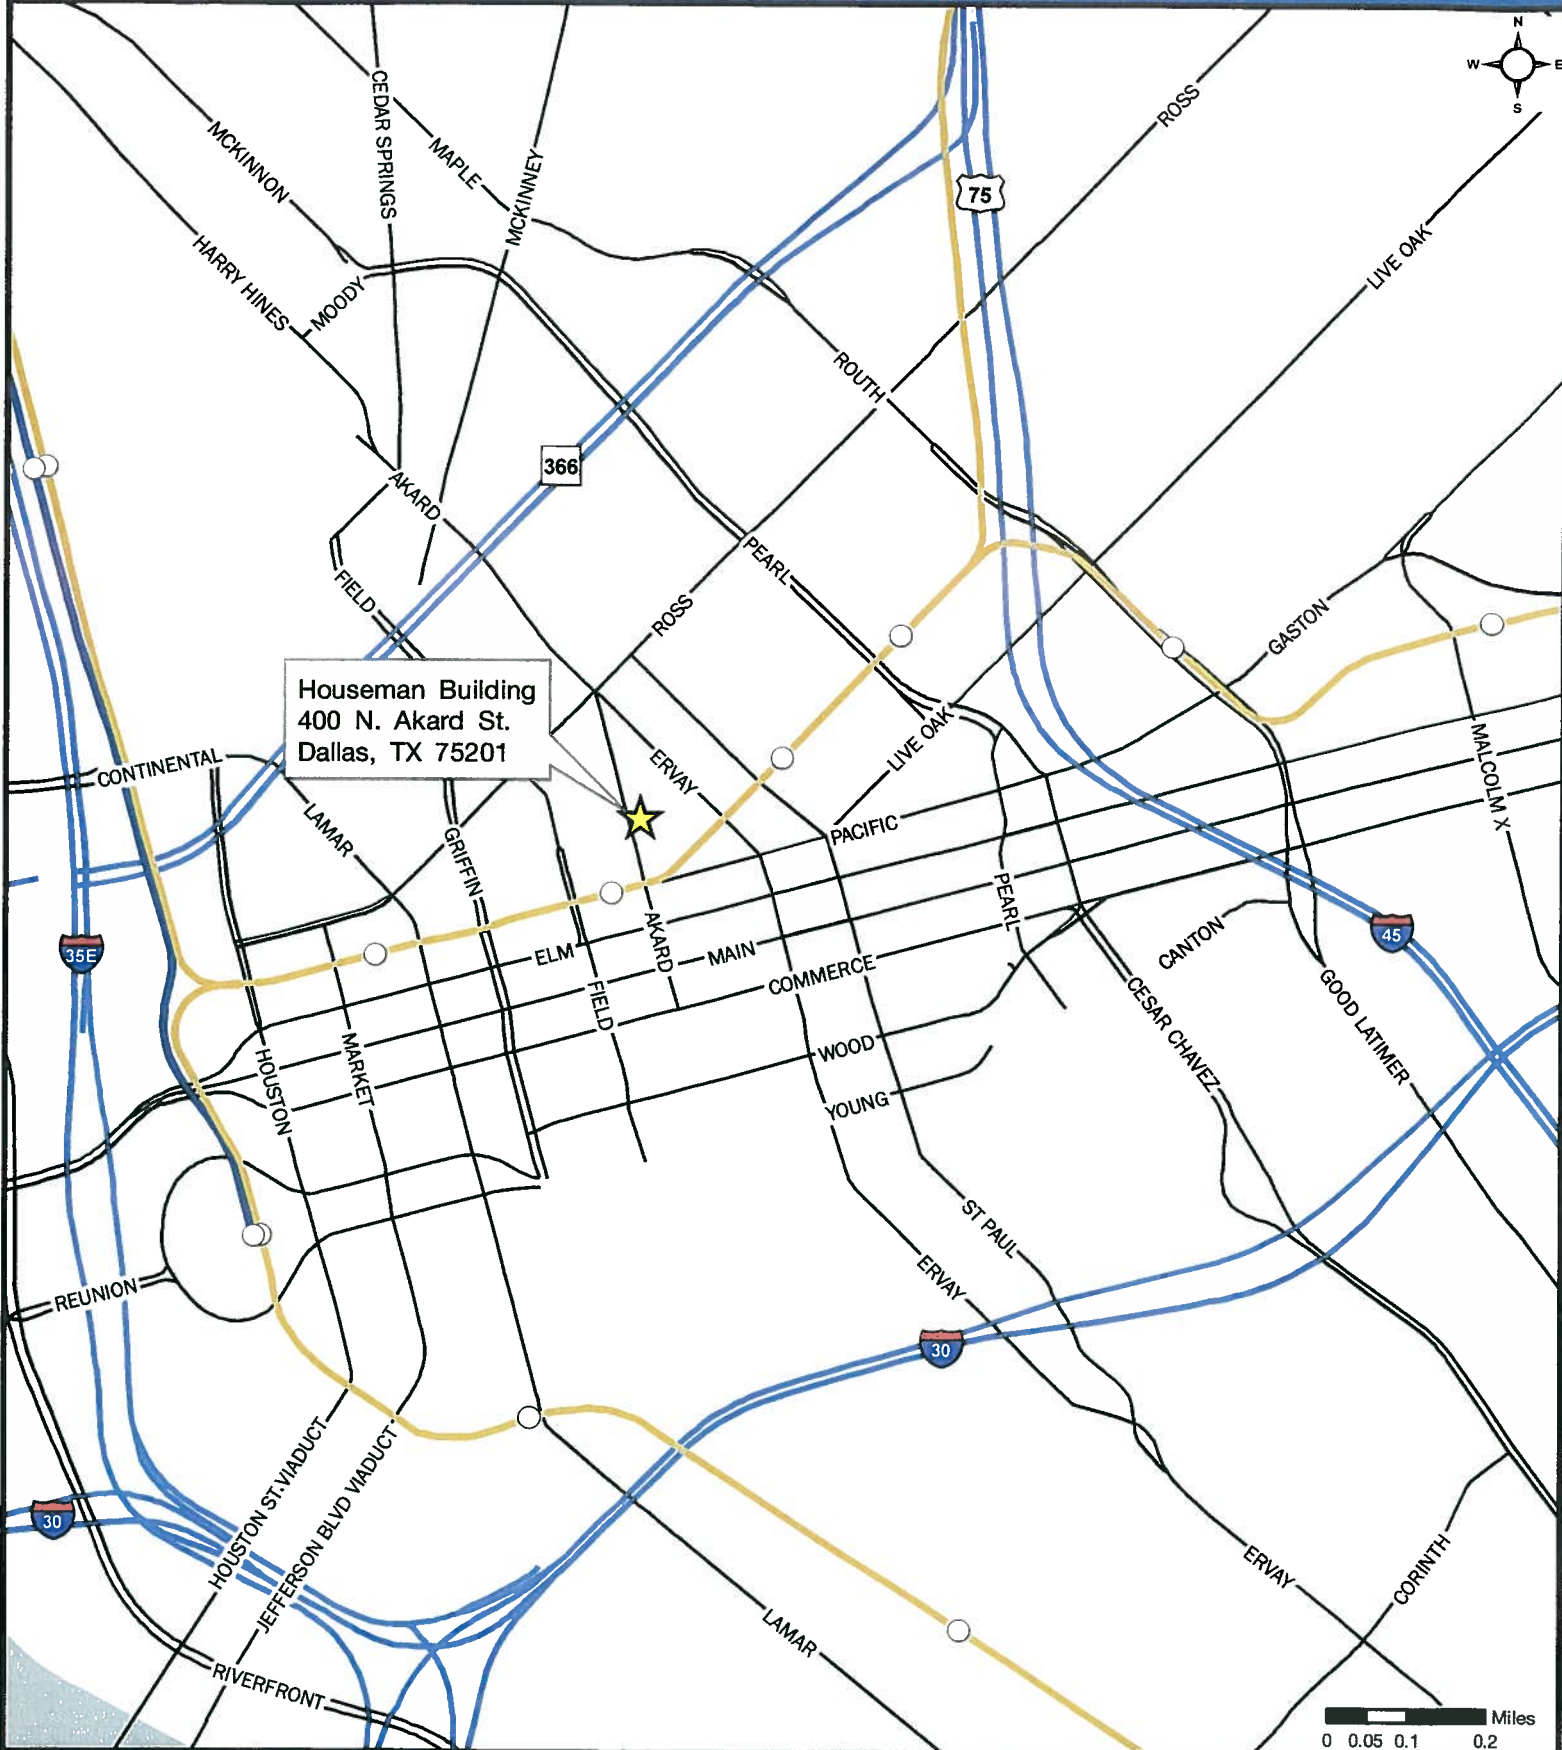 N
W E
S
CEDAR SPRINGS
MCKINNON
MAPLE
MCKINNEY
ROSS
75
HARRY HINES
MOODY
LIVE OAK
ROUTH
366
AKARD
PEARL
FIELD
ROSS
GASTON
Houseman Building
400 N. Akard St.
Dallas, TX 75201
ERVAY
LIVE OAK
CONTINENTAL
MALCOLM X
LAMAR
GRIFFIN
PACIFIC
PEARL
35E
45
ELM
AKARD
MAIN
CANTON
COMMERCE
FIELD
CESAR CHAVEZ
GOOD LATIMER
HOUSTON
MARKET
WOOD
YOUNG
ST PAUL
REUNION
ERVAY
30
HOUSTON ST.VIADUCT
JEFFERSON BLVD VIADUCT
30
ERVAY
CORINTH
LAMAR
RIVERFRONT
Miles
0 0.05 0.1 0.2